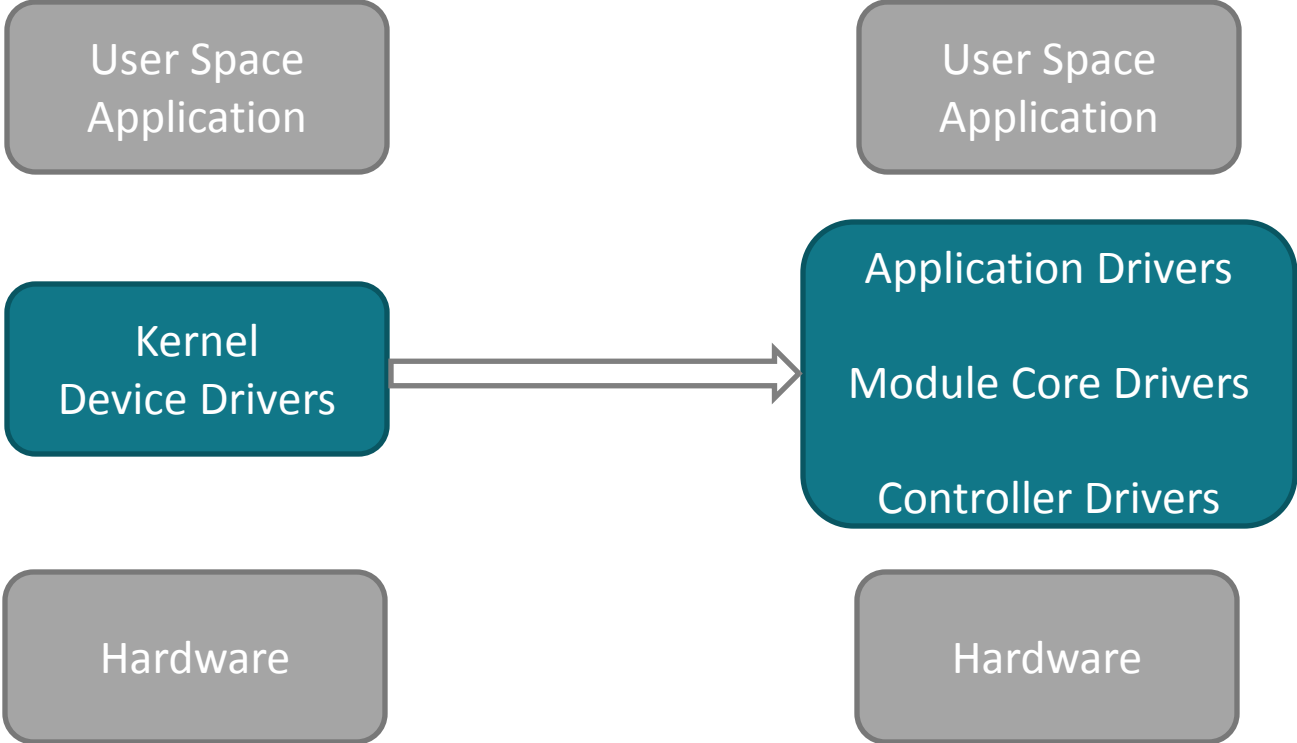 User Space
Application
Kernel
Device Drivers
Hardware
User Space
Application
Application Drivers
Module Core Drivers
Controller Drivers
Hardware